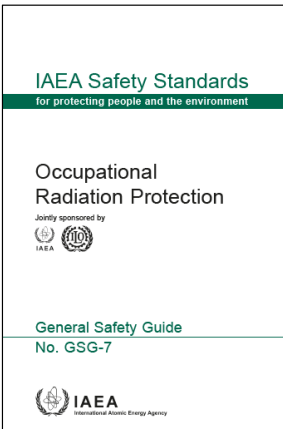 IAEA Safety Standards
for protecting people and the environment
Occupational
Radiation Protection
Jointly sponsored by
IAEA
ILO
General Safety Guide
No. GSG-7
IAEA
International Atomic Energy Agency